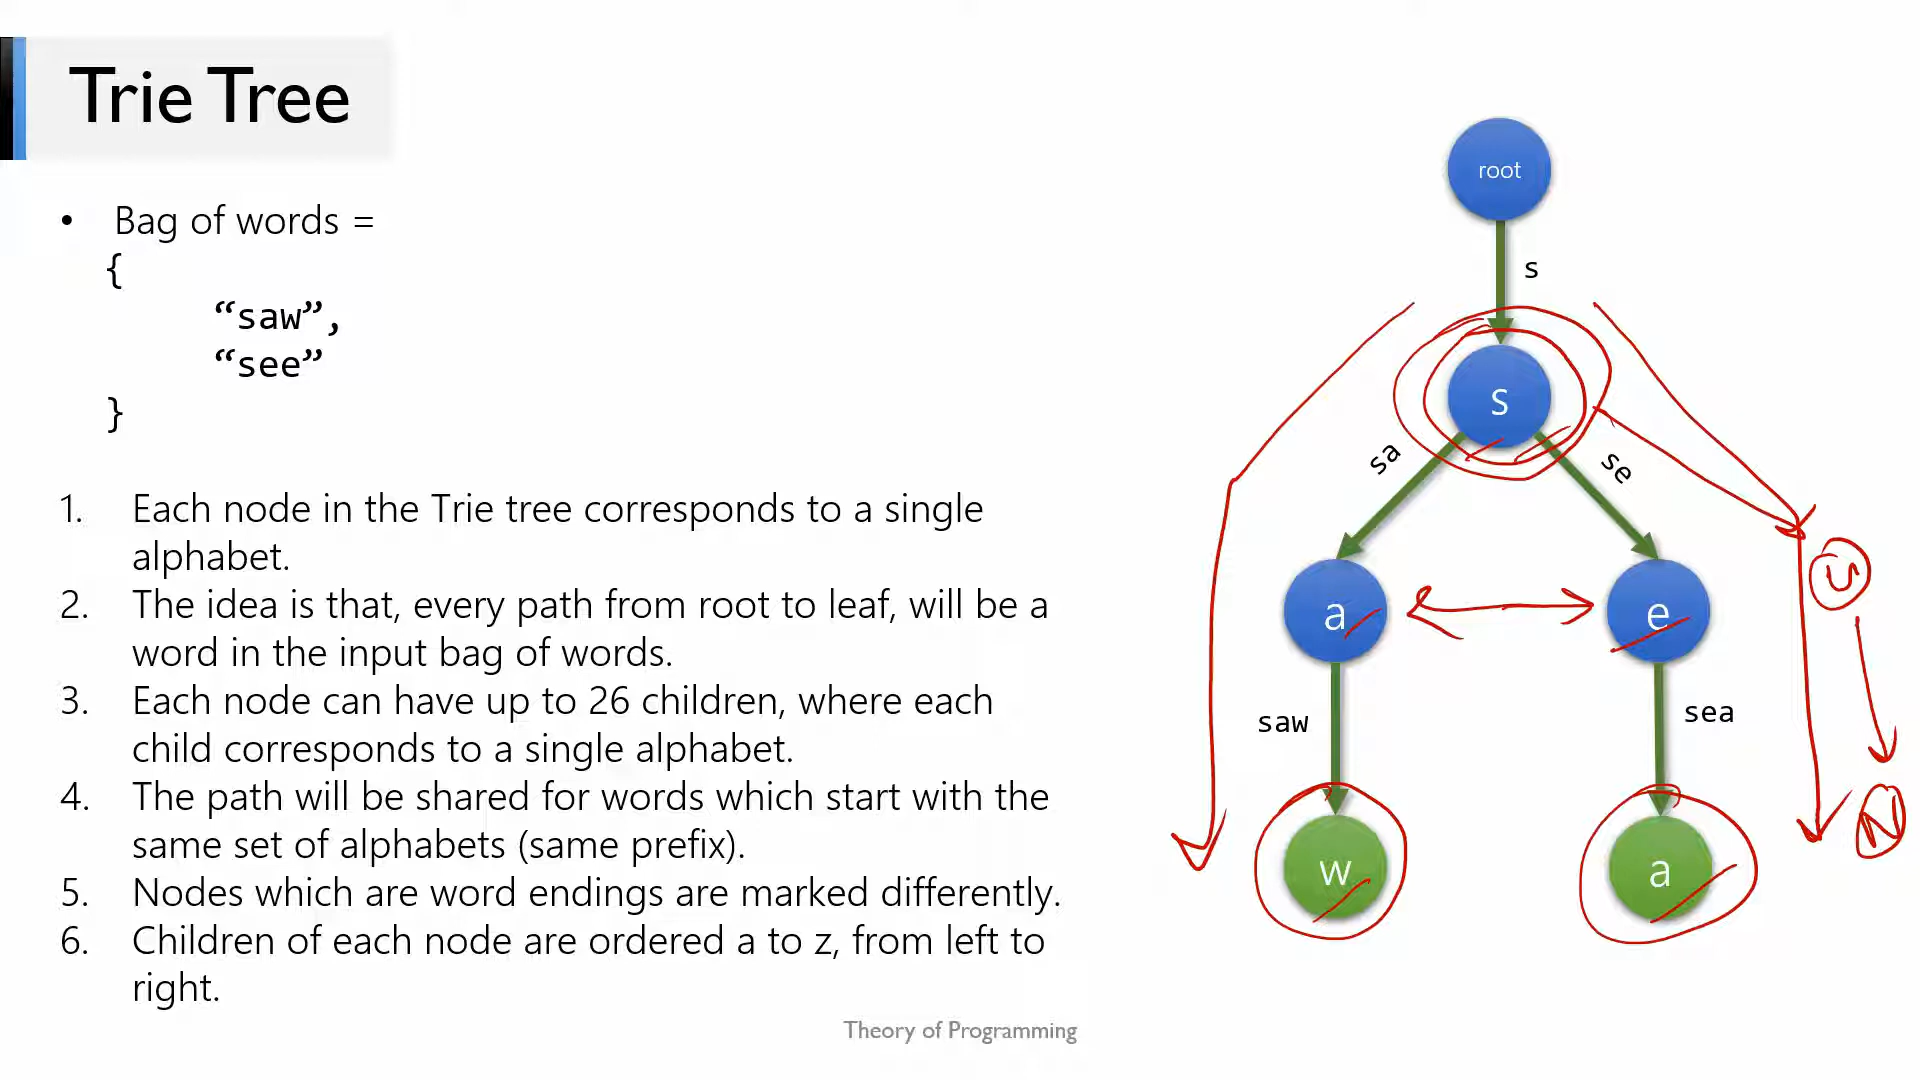 Trie Tree
• Bag of words =
{
“saw”,
“see”
}
1. Each node in the Trie tree corresponds to a single
alphabet.
2. The idea is that, every path from root to leaf, will be a
word in the input bag of words.
3. Each node can have up to 26 children, where each
child corresponds to a single alphabet.
4. The path will be shared for words which start with the
same set of alphabets (same prefix).
5. Nodes which are word endings are marked differently.
6. Children of each node are ordered a to z, from left to
right.
root
s
s
sa
se
a
e
saw
sea
w
a
U
N
Theory of Programming